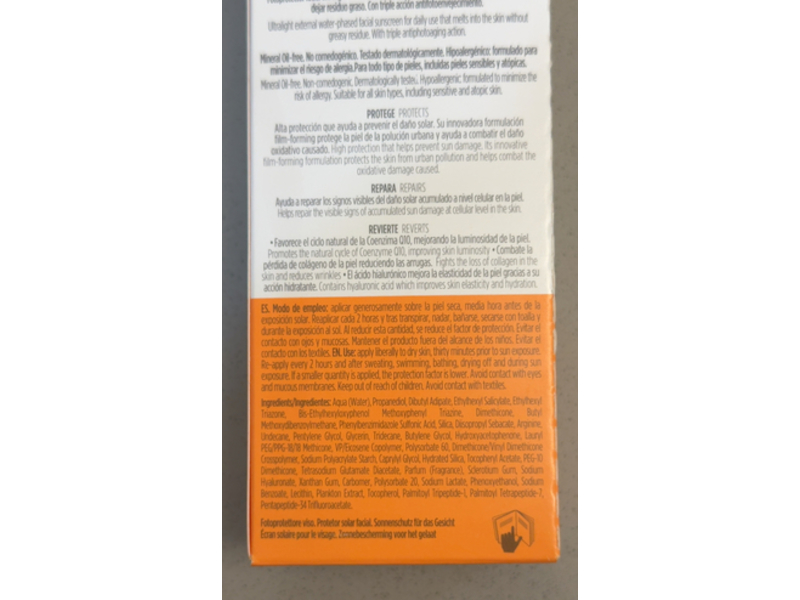 dejar residuo graso. Con triple acción antifotoenvejecimiento.
Ultralight external water-phased facial sunscreen for daily use that melts into the skin without
greasy residue. With triple antiphotoaging action.
Mineral Oil-free, No comedogénico. Testado dermatológicamente. Hipoalergénico: formulado para
minimizar el riesgo de alergia.Para todo tipo de pieles, incluidas pieles sensibles y atópicas.
Mineral Oil-free, Non-comedogenic, Dermatologically tested. Hypoallergenic: formulated to minimize the
risk of allergy. Suitable for all skin types, including sensitive and atopic skin.
PROTEGE PROTECTS
Alta protección que ayuda a prevenir el daño solar. Su innovadora formulación
film-forming protege la piel de la polución urbana y ayuda a combatir el daño
oxidativo causado. High protection that helps prevent sun damage. Its innovative
film-forming formulation protects the skin from urban pollution and helps combat the
oxidative damage caused.
REPARA REPAIRS
Ayuda a reparar los signos visibles del daño solar acumulado a nivel celular en la piel.
Helps repair the visible signs of accumulated sun damage at cellular level in the skin.
REVIERTE REVERTS
• Favorece el ciclo natural de la Coenzima Q10, mejorando la luminosidad de la piel.
Promotes the natural cycle of Coenzyme Q10, improving skin luminosity • Combate la
pérdida de colágeno de la piel reduciendo las arrugas. Fights the loss of collagen in the
skin and reduces wrinkles • El ácido hialurónico mejora la elasticidad de la piel gracias a su
acción hidratante. Contains hyaluronic acid which improves skin elasticity and hydration.
ES. Modo de empleo: aplicar generosamente sobre la piel seca, media hora antes de la
exposición solar. Reaplicar cada 2 horas y tras transpirar, nadar, bañarse, secarse con toalla y
durante la exposición al sol. Al reducir esta cantidad, se reduce el factor de protección. Evitar el
contacto con ojos y mucosas. Mantener el producto fuera del alcance de los niños. Evitar el
contacto con los textiles. EN. Use: apply liberally to dry skin, thirty minutes prior to sun exposure.
Re-apply every 2 hours and after sweating, swimming, bathing, drying off and during sun
exposure. If a smaller quantity is applied, the protection factor is lower. Avoid contact with eyes
and mucous membranes. Keep out of reach of children. Avoid contact with textiles.
Ingredients/Ingredientes: Aqua (Water), Propanediol, Dibutyl Adipate, Ethylhexyl Salicylate, Ethylhexyl
Triazone, Bis-Ethylhexyloxyphenol Methoxyphenyl Triazine, Dimethicone, Butyl
Methoxydibenzoylmethane, Phenylbenzimidazole Sulfonic Acid, Silica, Diisopropyl Sebacate, Arginine,
Undecane, Pentylene Glycol, Glycerin, Tridecane, Butylene Glycol, Hydroxyacetophenone, Lauryl
PEG/PPG-18/18 Methicone, VP/Eicosene Copolymer, Polysorbate 60, Dimethicone/Vinyl Dimethicone
Crosspolymer, Sodium Polyacrylate Starch, Caprylyl Glycol, Hydrated Silica, Tocopheryl Acetate, PEG-10
Dimethicone, Tetrasodium Glutamate Diacetate, Parfum (Fragrance), Sclerotium Gum, Sodium
Hyaluronate, Xanthan Gum, Carbomer, Polysorbate 20, Sodium Lactate, Phenoxyethanol, Sodium
Benzoate, Lecithin, Plankton Extract, Tocopherol, Palmitoyl Tripeptide-1, Palmitoyl Tetrapeptide-7,
Pentapeptide-34 Trifluoroacetate.
Fotoprotettore viso. Protetor solar facial. Sonnenschutz für das Gesicht
Écran solaire pour le visage. Zonnebescherming voor het gelaat